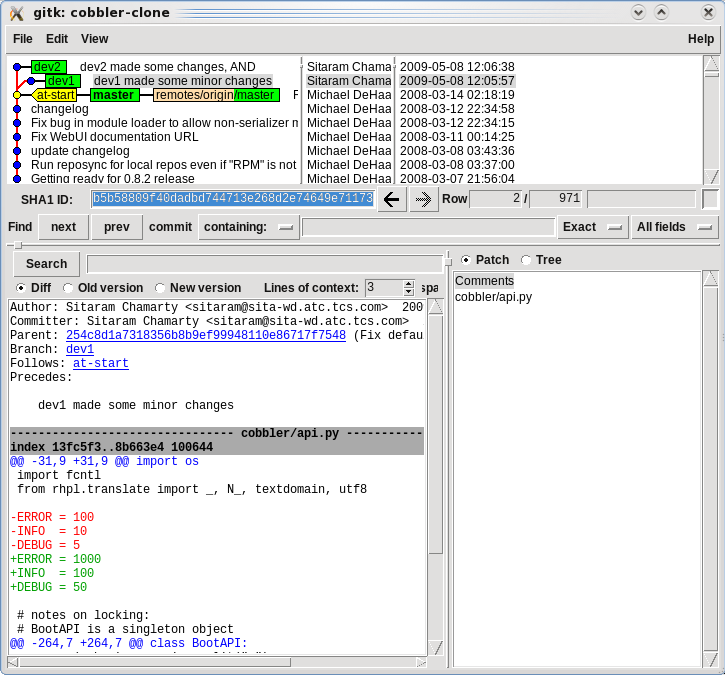 gitk: cobbler-clone
File Edit View Help
dev2 dev2 made some changes, AND Sitaram Chama 2009-05-08 12:06:38
dev1 dev1 made some minor changes Sitaram Chama 2009-05-08 12:05:57
at-start master remotes/origin/master F Michael DeHaa 2008-03-14 02:18:19
changelog Michael DeHaa 2008-03-12 22:34:58
Fix bug in module loader to allow non-serializer m Michael DeHaa 2008-03-12 22:34:15
Fix WebUI documentation URL Michael DeHaa 2008-03-11 00:14:25
update changelog Michael DeHaa 2008-03-08 03:43:36
Run reposync for local repos even if "RPM" is not Michael DeHaa 2008-03-08 03:37:00
Getting ready for 0.8.2 release Michael DeHaa 2008-03-07 21:56:04
SHA1 ID: b5b58809f40dadbd744713e268d2e74649e71173 Row 2 / 971
Find next prev commit containing: Exact All fields
Search
Diff Old version New version Lines of context: 3 spa
Patch Tree
Comments
cobbler/api.py
Author: Sitaram Chamarty <sitaram@sita-wd.atc.tcs.com> 200
Committer: Sitaram Chamarty <sitaram@sita-wd.atc.tcs.com>
Parent: 254c8d1a7318356b8b9ef99948110e86717f7548 (Fix defau
Branch: dev1
Follows: at-start
Precedes:
dev1 made some minor changes
-------------------------------- cobbler/api.py -----------
index 13fc5f3..8b663e4 100644
@@ -31,9 +31,9 @@ import os
import fcntl
from rhpl.translate import _, N_, textdomain, utf8
-ERROR = 100
-INFO = 10
-DEBUG = 5
+ERROR = 1000
+INFO = 100
+DEBUG = 50
# notes on locking:
# BootAPI is a singleton object
@@ -264,7 +264,7 @@ class BootAPI: